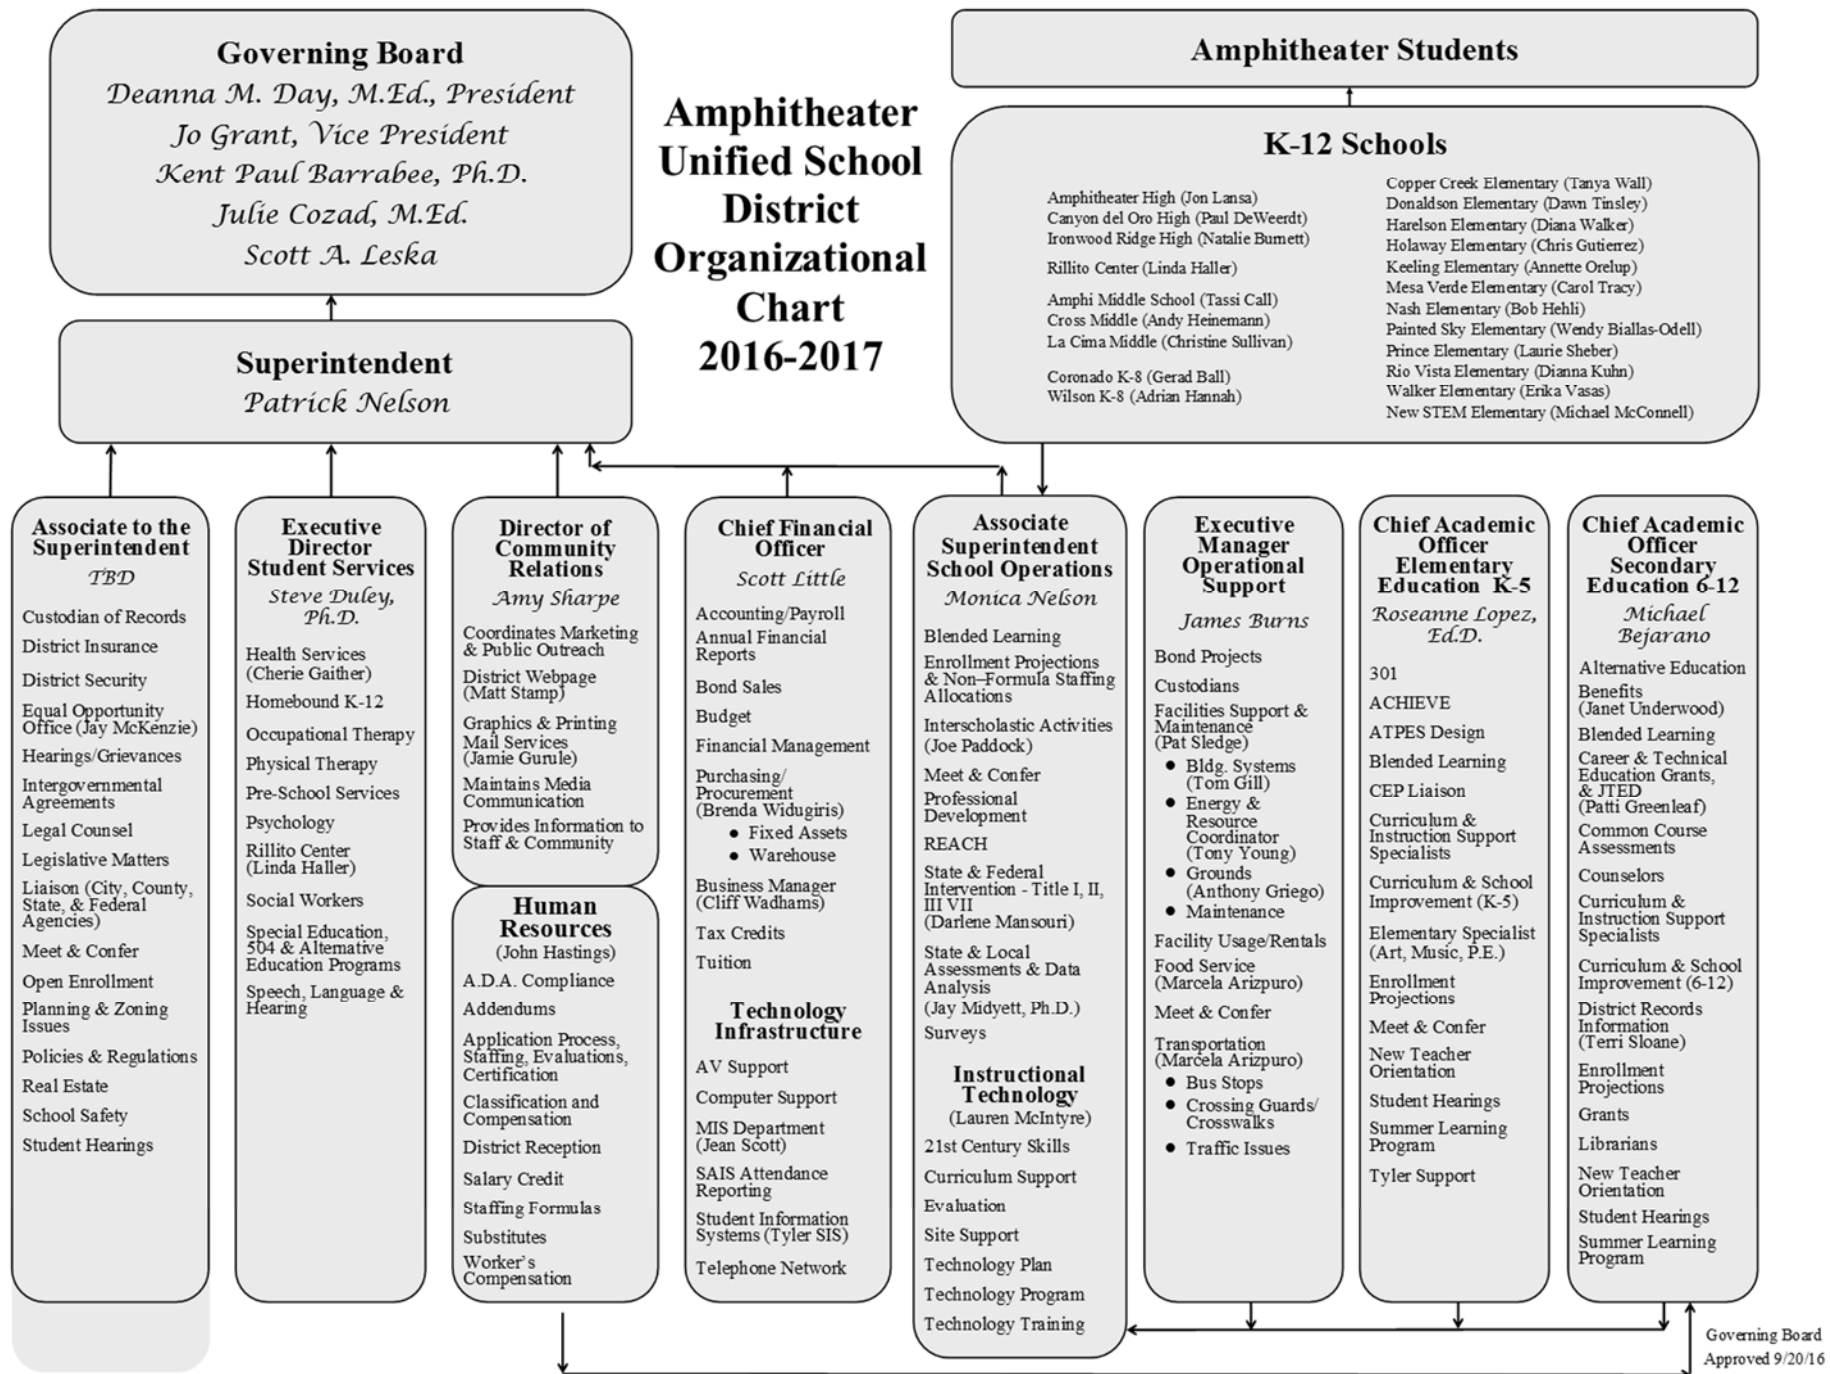 Governing Board
Deanna M. Day, M.Ed., President
Jo Grant, Vice President
Kent Paul Barrabee, Ph.D.
Julie Cozad, M.Ed.
Scott A. Leska
Superintendent
Patrick Nelson
Amphitheater
Unified School
District
Organizational
Chart
2016-2017
Amphitheater Students
K-12 Schools
Amphitheater High (Jon Lansa)
Canyon del Oro High (Paul DeWeerdt)
Ironwood Ridge High (Natalie Burnett)
Rillito Center (Linda Haller)
Amphi Middle School (Tassi Call)
Cross Middle (Andy Heinemann)
La Cima Middle (Christine Sullivan)
Coronado K-8 (Gerad Ball)
Wilson K-8 (Adrian Hannah)
Copper Creek Elementary (Tanya Wall)
Donaldson Elementary (Dawn Tinsley)
Harelson Elementary (Diana Walker)
Holaway Elementary (Chris Gutierrez)
Keeling Elementary (Annette Orelup)
Mesa Verde Elementary (Carol Tracy)
Nash Elementary (Bob Hehli)
Painted Sky Elementary (Wendy Biallas-Odell)
Prince Elementary (Laurie Sheber)
Rio Vista Elementary (Dianna Kuhn)
Walker Elementary (Erika Vasas)
New STEM Elementary (Michael McConnell)
Associate to the
Superintendent
TBD
Custodian of Records
District Insurance
District Security
Equal Opportunity
Office (Jay McKenzie)
Hearings/Grievances
Intergovernmental
Agreements
Legal Counsel
Legislative Matters
Liaison (City, County,
State, & Federal
Agencies)
Meet & Confer
Open Enrollment
Planning & Zoning
Issues
Policies & Regulations
Real Estate
School Safety
Student Hearings
Executive
Director
Student Services
Steve Duley,
Ph.D.
Health Services
(Cherie Gaither)
Homebound K-12
Occupational Therapy
Physical Therapy
Pre-School Services
Psychology
Rillito Center
(Linda Haller)
Social Workers
Special Education,
504 & Alternative
Education Programs
Speech, Language &
Hearing
Director of
Community
Relations
Amy Sharpe
Coordinates Marketing
& Public Outreach
District Webpage
(Matt Stamp)
Graphics & Printing
Mail Services
(Jamie Gurule)
Maintains Media
Communication
Provides Information to
Staff & Community
Human
Resources
(John Hastings)
A.D.A. Compliance
Addendums
Application Process,
Staffing, Evaluations,
Certification
Classification and
Compensation
District Reception
Salary Credit
Staffing Formulas
Substitutes
Worker's
Compensation
Chief Financial
Officer
Scott Little
Accounting/Payroll
Annual Financial
Reports
Bond Sales
Budget
Financial Management
Purchasing/
Procurement
(Brenda Widugiris)
• Fixed Assets
• Warehouse
Business Manager
(Cliff Wadhams)
Tax Credits
Tuition
Technology
Infrastructure
AV Support
Computer Support
MIS Department
(Jean Scott)
SAIS Attendance
Reporting
Student Information
Systems (Tyler SIS)
Telephone Network
Associate
Superintendent
School Operations
Monica Nelson
Blended Learning
Enrollment Projections
& Non–Formula Staffing
Allocations
Interscholastic Activities
(Joe Paddock)
Meet & Confer
Professional
Development
REACH
State & Federal
Intervention - Title I, II,
III VII
(Darlene Mansouri)
State & Local
Assessments & Data
Analysis
(Jay Midyett, Ph.D.)
Surveys
Instructional
Technology
(Lauren McIntyre)
21st Century Skills
Curriculum Support
Evaluation
Site Support
Technology Plan
Technology Program
Technology Training
Executive
Manager
Operational
Support
James Burns
Bond Projects
Custodians
Facilities Support &
Maintenance
(Pat Sledge)
• Bldg. Systems
(Tom Gill)
• Energy &
Resource
Coordinator
(Tony Young)
• Grounds
(Anthony Griego)
• Maintenance
Facility Usage/Rentals
Food Service
(Marcela Arizpuro)
Meet & Confer
Transportation
(Marcela Arizpuro)
• Bus Stops
• Crossing Guards/
Crosswalks
• Traffic Issues
Chief Academic
Officer
Elementary
Education K-5
Roseanne Lopez,
Ed.D.
301
ACHIEVE
ATPES Design
Blended Learning
CEP Liaison
Curriculum &
Instruction Support
Specialists
Curriculum & School
Improvement (K-5)
Elementary Specialist
(Art, Music, P.E.)
Enrollment
Projections
Meet & Confer
New Teacher
Orientation
Student Hearings
Summer Learning
Program
Tyler Support
Chief Academic
Officer
Secondary
Education 6-12
Michael
Bejarano
Alternative Education
Benefits
(Janet Underwood)
Blended Learning
Career & Technical
Education Grants,
& JTED
(Patti Greenleaf)
Common Course
Assessments
Counselors
Curriculum &
Instruction Support
Specialists
Curriculum & School
Improvement (6-12)
District Records
Information
(Terri Sloane)
Enrollment
Projections
Grants
Librarians
New Teacher
Orientation
Student Hearings
Summer Learning
Program
Governing Board
Approved 9/20/16